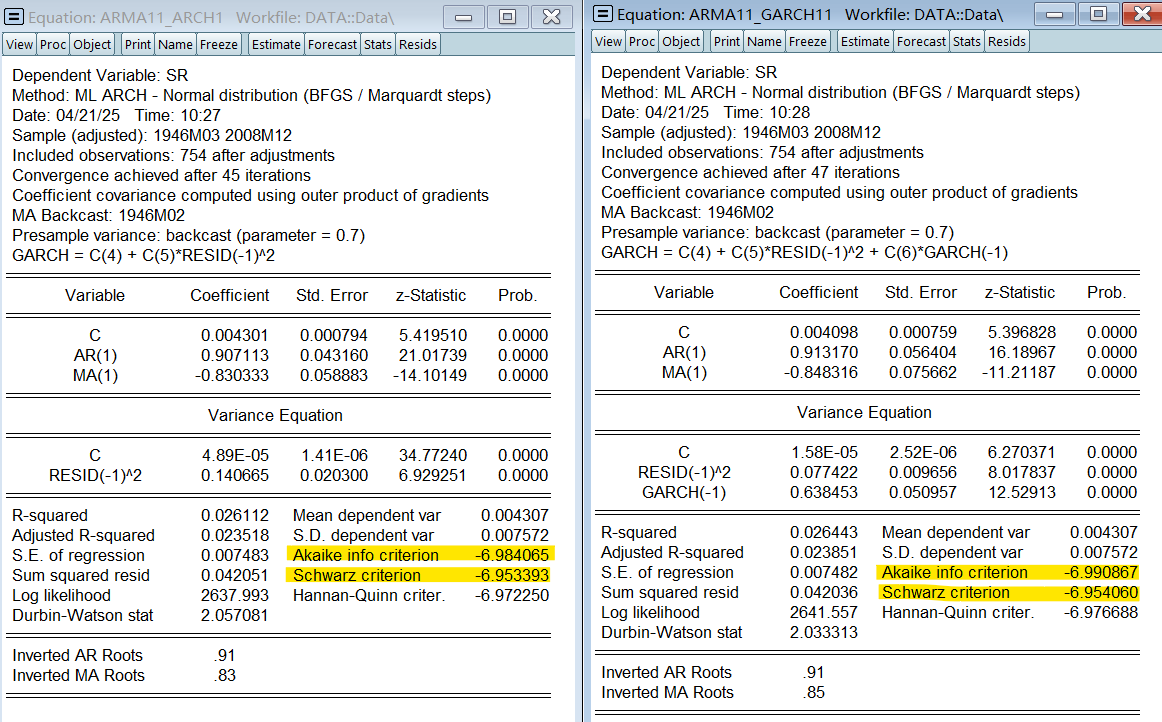 Equation: ARMA11_ARCH1 Workfile: DATA::Data\
View Proc Object Print Name Freeze Estimate Forecast Stats Resids
Dependent Variable: SR
Method: ML ARCH - Normal distribution (BFGS / Marquardt steps)
Date: 04/21/25 Time: 10:27
Sample (adjusted): 1946M03 2008M12
Included observations: 754 after adjustments
Convergence achieved after 45 iterations
Coefficient covariance computed using outer product of gradients
MA Backcast: 1946M02
Presample variance: backcast (parameter = 0.7)
GARCH = C(4) + C(5)*RESID(-1)^2
Variable Coefficient Std. Error z-Statistic Prob.
C 0.004301 0.000794 5.419510 0.0000
AR(1) 0.907113 0.043160 21.01739 0.0000
MA(1) -0.830333 0.058883 -14.10149 0.0000
Variance Equation
C 4.89E-05 1.41E-06 34.77240 0.0000
RESID(-1)^2 0.140665 0.020300 6.929251 0.0000
R-squared 0.026112 Mean dependent var 0.004307
Adjusted R-squared 0.023518 S.D. dependent var 0.007572
S.E. of regression 0.007483 Akaike info criterion -6.984065
Sum squared resid 0.042051 Schwarz criterion -6.953393
Log likelihood 2637.993 Hannan-Quinn criter. -6.972250
Durbin-Watson stat 2.057081
Inverted AR Roots .91
Inverted MA Roots .83
Equation: ARMA11_GARCH11 Workfile: DATA::Data\
View Proc Object Print Name Freeze Estimate Forecast Stats Resids
Dependent Variable: SR
Method: ML ARCH - Normal distribution (BFGS / Marquardt steps)
Date: 04/21/25 Time: 10:28
Sample (adjusted): 1946M03 2008M12
Included observations: 754 after adjustments
Convergence achieved after 47 iterations
Coefficient covariance computed using outer product of gradients
MA Backcast: 1946M02
Presample variance: backcast (parameter = 0.7)
GARCH = C(4) + C(5)*RESID(-1)^2 + C(6)*GARCH(-1)
Variable Coefficient Std. Error z-Statistic Prob.
C 0.004098 0.000759 5.396828 0.0000
AR(1) 0.913170 0.056404 16.18967 0.0000
MA(1) -0.848316 0.075662 -11.21187 0.0000
Variance Equation
C 1.58E-05 2.52E-06 6.270371 0.0000
RESID(-1)^2 0.077422 0.009656 8.017837 0.0000
GARCH(-1) 0.638453 0.050957 12.52913 0.0000
R-squared 0.026443 Mean dependent var 0.004307
Adjusted R-squared 0.023851 S.D. dependent var 0.007572
S.E. of regression 0.007482 Akaike info criterion -6.990867
Sum squared resid 0.042036 Schwarz criterion -6.954060
Log likelihood 2641.557 Hannan-Quinn criter. -6.976688
Durbin-Watson stat 2.033313
Inverted AR Roots .91
Inverted MA Roots .85